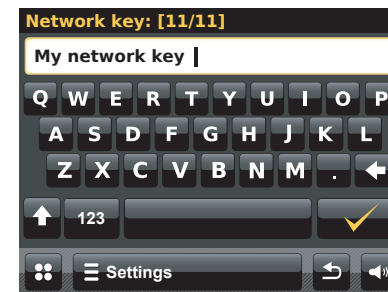 Network key: [11/11]
My network key
Q W E R T Y U I O P
A S D F G H J K L
Z X C V B N M .
123
Settings